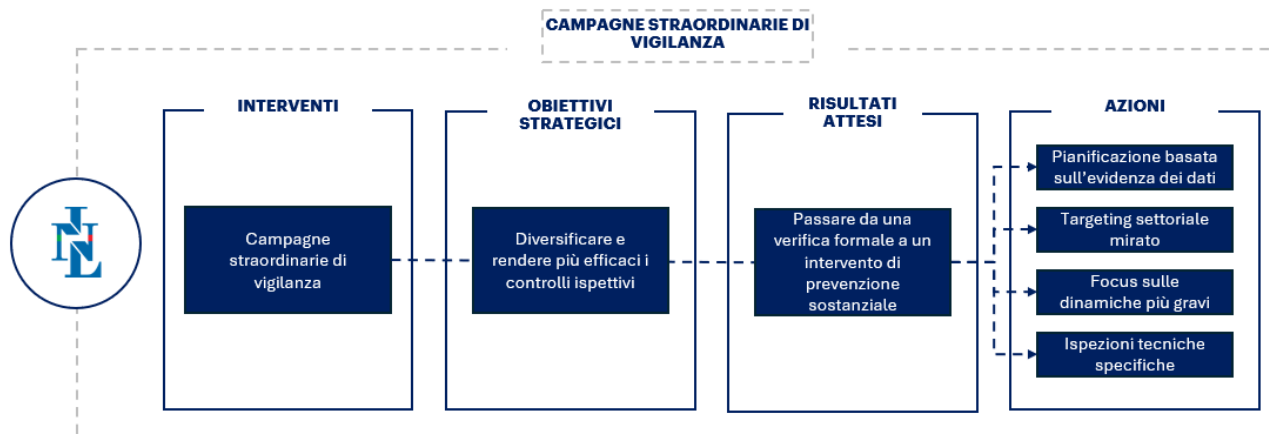 CAMPAGNE STRAORDINARIE DI
VIGILANZA
INTERVENTI
OBIETTIVI
STRATEGICI
RISULTATI
ATTESI
AZIONI
INL
Campagne
straordinarie di
vigilanza
Diversificare e
rendere più efficaci i
controlli ispettivi
Passare da una
verifica formale a un
intervento di
prevenzione
sostanziale
Pianificazione basata
sull'evidenza dei dati
Targeting settoriale
mirato
Focus sulle
dinamiche più gravi
Ispezioni tecniche
specifiche